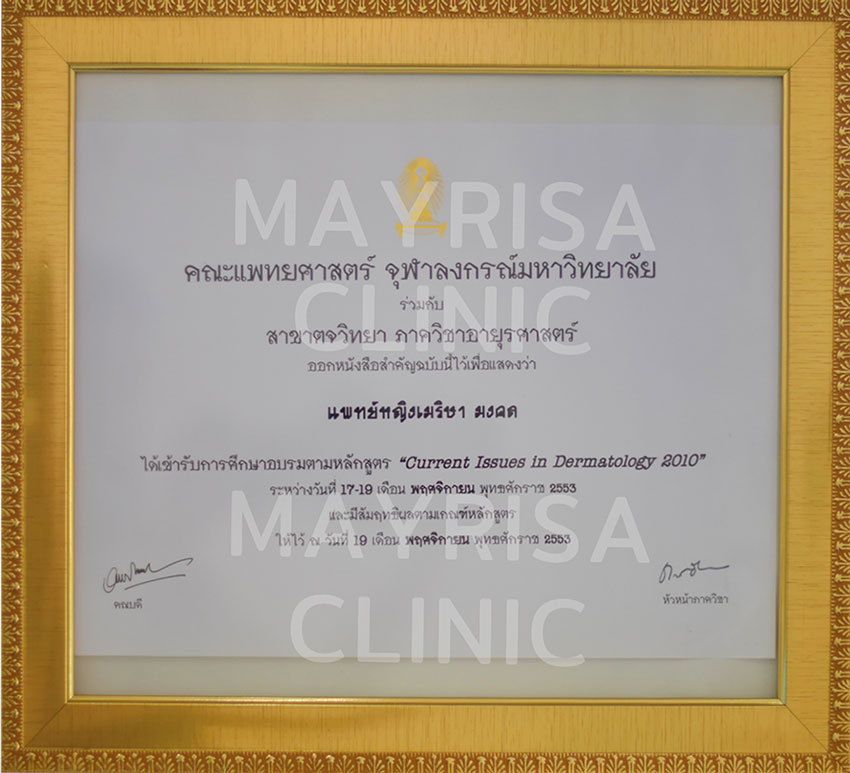 MAYRISA
CLINIC
คณะแพทยศาสตร์ จุฬาลงกรณ์มหาวิทยาลัย
ร่วมกับ
สาขาตจวิทยา ภาควิชาอายุรศาสตร์
ออกหนังสือสำคัญฉบับนี้ไว้เพื่อแสดงว่า
แพทย์หญิงเมริษา มงคด
ได้เข้ารับการศึกษาอบรมตามหลักสูตร “Current Issues in Dermatology 2010”
ระหว่างวันที่ 17-19 เดือน พฤศจิกายน พุทธศักราช 2553
และมีสัมฤทธิผลตามเกณฑ์หลักสูตร
ให้ไว้ ณ วันที่ 19 เดือน พฤศจิกายน พุทธศักราช 2553
MAYRISA
CLINIC
คณบดี
หัวหน้าภาควิชา